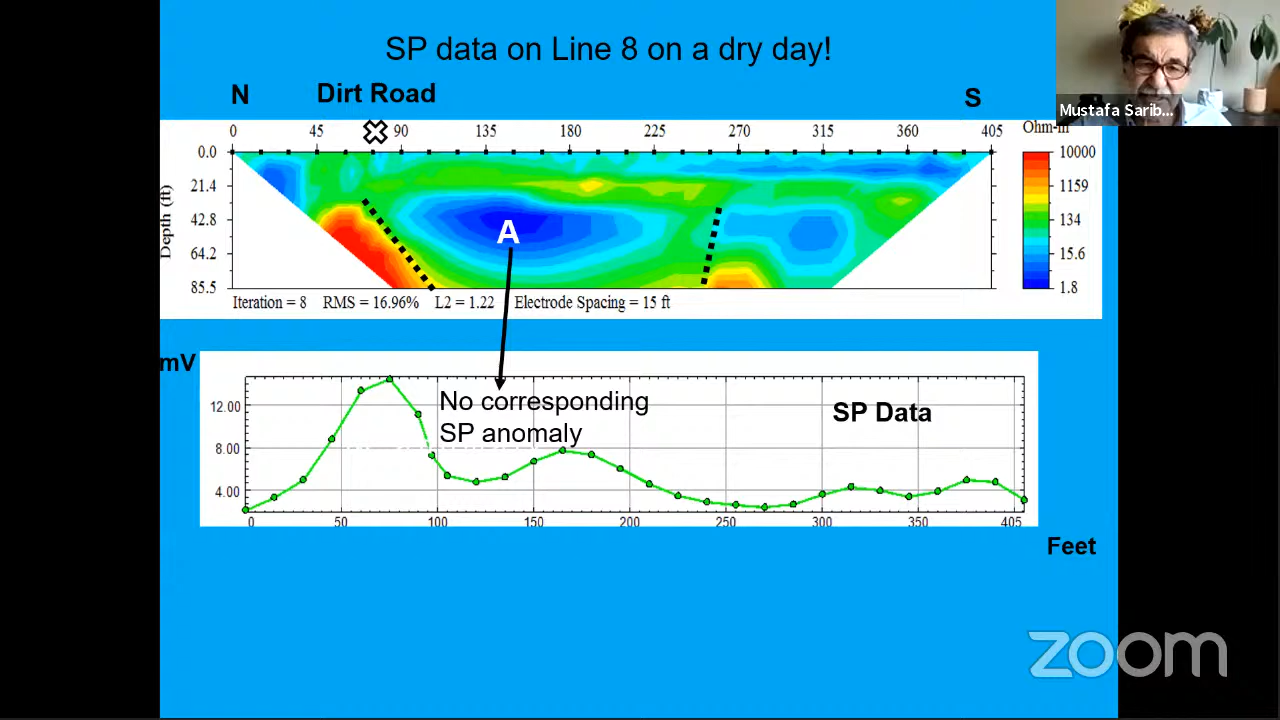 SP data on Line 8 on a dry day!
N Dirt Road S
Mustafa Sarib...
0 45 90 135 180 225 270 315 360 405 Ohm-m
0.0
21.4
42.8
64.2
85.5
Depth (ft)
A
10000
1159
134
15.6
1.8
Iteration = 8 RMS = 16.96% L2 = 1.22 Electrode Spacing = 15 ft
mV
12.00
8.00
4.00
No corresponding
SP anomaly
SP Data
0 50 100 150 200 250 300 350 405
Feet
zoom